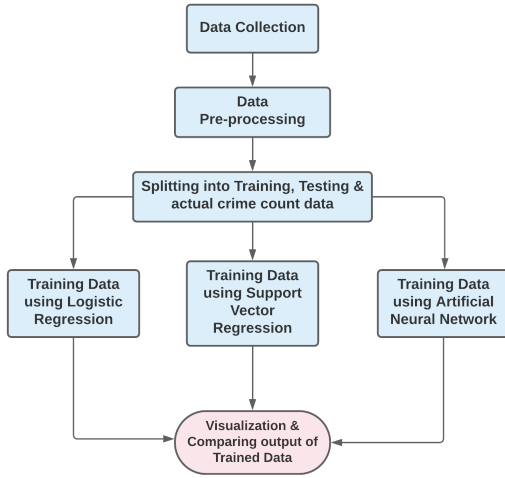 Data Collection
Data
Pre-processing
Splitting into Training, Testing &
actual crime count data
Training Data
using Logistic
Regression
Training Data
using Support
Vector
Regression
Training Data
using Artificial
Neural Network
Visualization &
Comparing output of
Trained Data